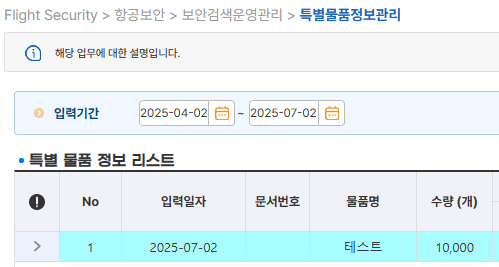 Flight Security > 항공보안 > 보안검색운영관리 > 특별물품정보관리
해당 업무에 대한 설명입니다.
입력기간 2025-04-02 ~ 2025-07-02
특별 물품 정보 리스트
No 입력일자 문서번호 물품명 수량 (개)
1 2025-07-02 테스트 10,000